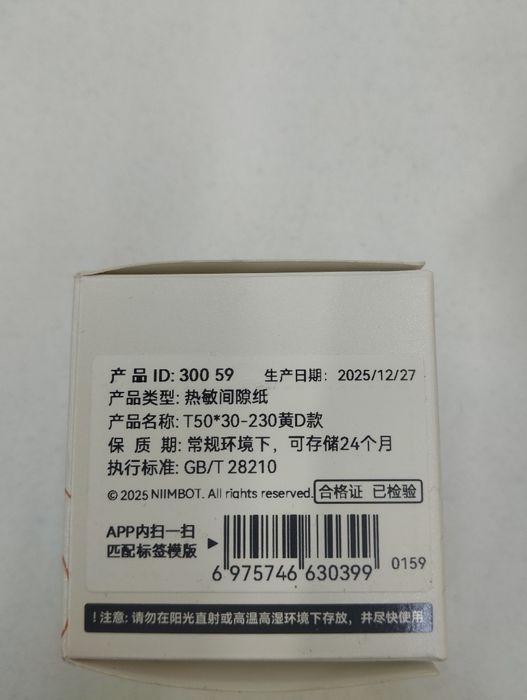 产品ID: 300 59 生产日期: 2025/12/27
产品类型: 热敏间隙纸
产品名称: T50*30-230黄D款
保 质 期: 常规环境下，可存储24个月
执行标准: GB/T 28210
© 2025 NIIMBOT. All rights reserved. 合格证 已检验
APP内扫一扫
匹配标签模版
6 975746 630399 0159
! 注意: 请勿在阳光直射或高温高湿环境下存放，并尽快使用